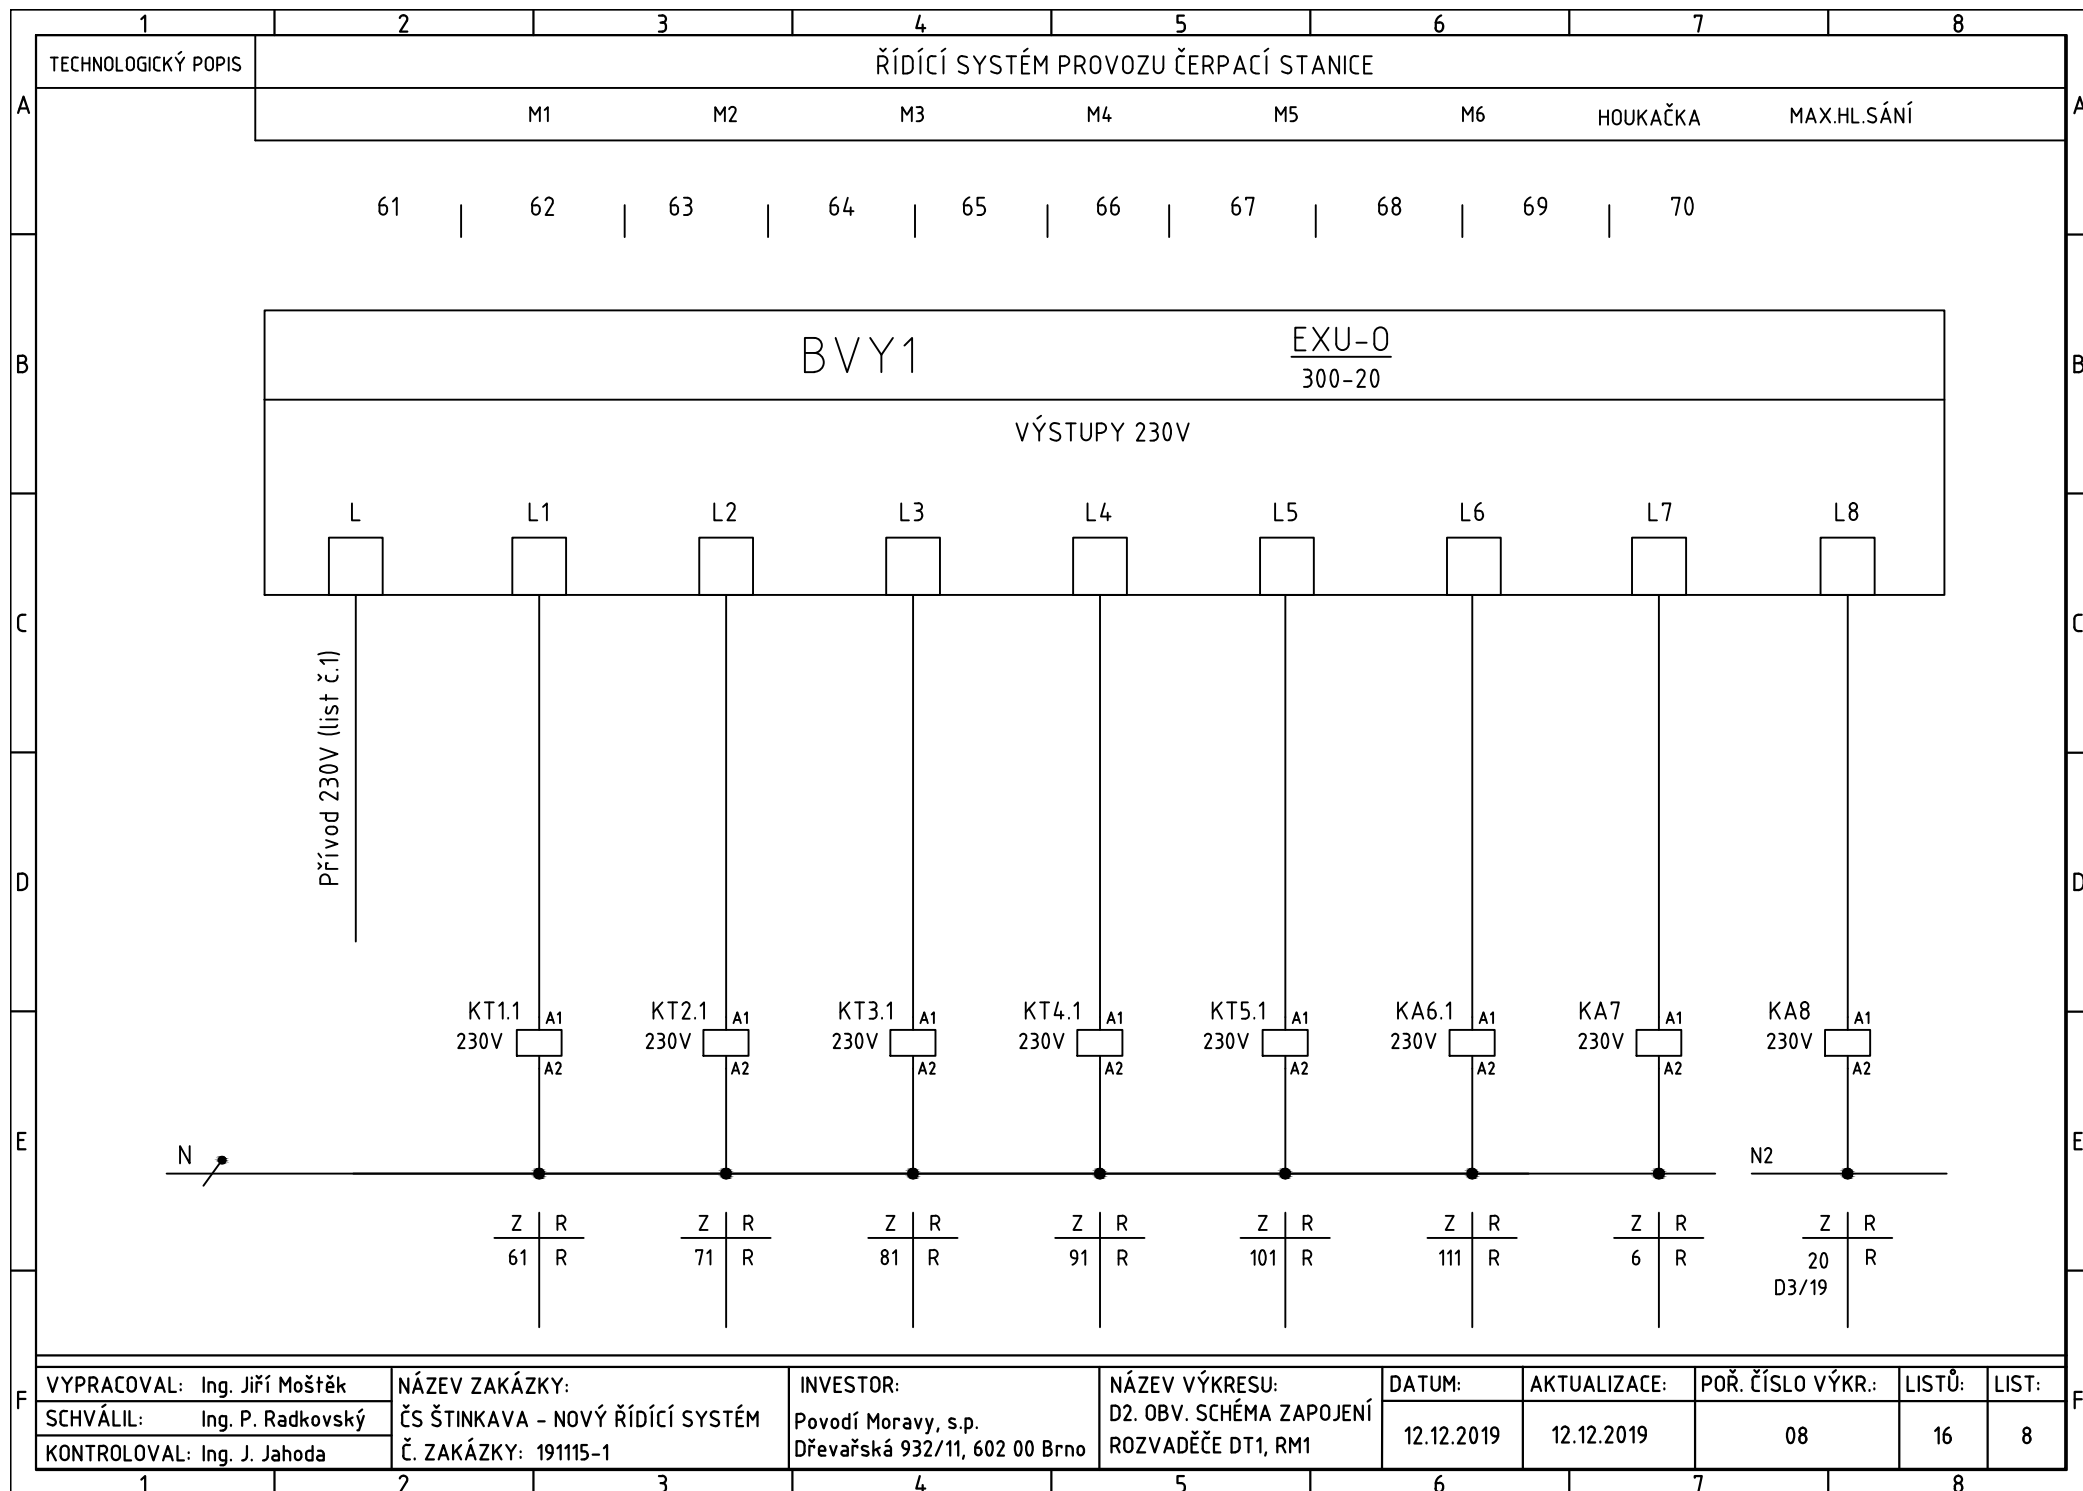 1 2 3 4 5 6 7 8
TECHNOLOGICKÝ POPIS ŘÍDÍCÍ SYSTÉM PROVOZU ČERPACÍ STANICE
A A
M1 M2 M3 M4 M5 M6 HOUKAČKA MAX.HL.SÁNÍ
61 62 63 64 65 66 67 68 69 70
BVY1 EXU-O
300-20
B B
VÝSTUPY 230V
L L1 L2 L3 L4 L5 L6 L7 L8
C C
Přívod 230V (list č.1)
D D
KT1.1 A1 KT2.1 A1 KT3.1 A1 KT4.1 A1 KT5.1 A1 KA6.1 A1 KA7 A1 KA8 A1
230V 230V 230V 230V 230V 230V 230V 230V
A2 A2 A2 A2 A2 A2 A2 A2
E E
N N2
Z R Z R Z R Z R Z R Z R Z R Z R
61 R 71 R 81 R 91 R 101 R 111 R 6 R 20 R
D3/19
F F
VYPRACOVAL: Ing. Jiří Moštěk
SCHVÁLIL: Ing. P. Radkovský
KONTROLOVAL: Ing. J. Jahoda
NÁZEV ZAKÁZKY:
ČS ŠTINKAVA - NOVÝ ŘÍDÍCÍ SYSTÉM
Č. ZAKÁZKY: 191115-1
INVESTOR:
Povodí Moravy, s.p.
Dřevařská 932/11, 602 00 Brno
NÁZEV VÝKRESU:
D2. OBV. SCHÉMA ZAPOJENÍ
ROZVADĚČE DT1, RM1
DATUM:
12.12.2019
AKTUALIZACE:
12.12.2019
POŘ. ČÍSLO VÝKR.:
08
LISTŮ:
16
LIST:
8
1 2 3 4 5 6 7 8